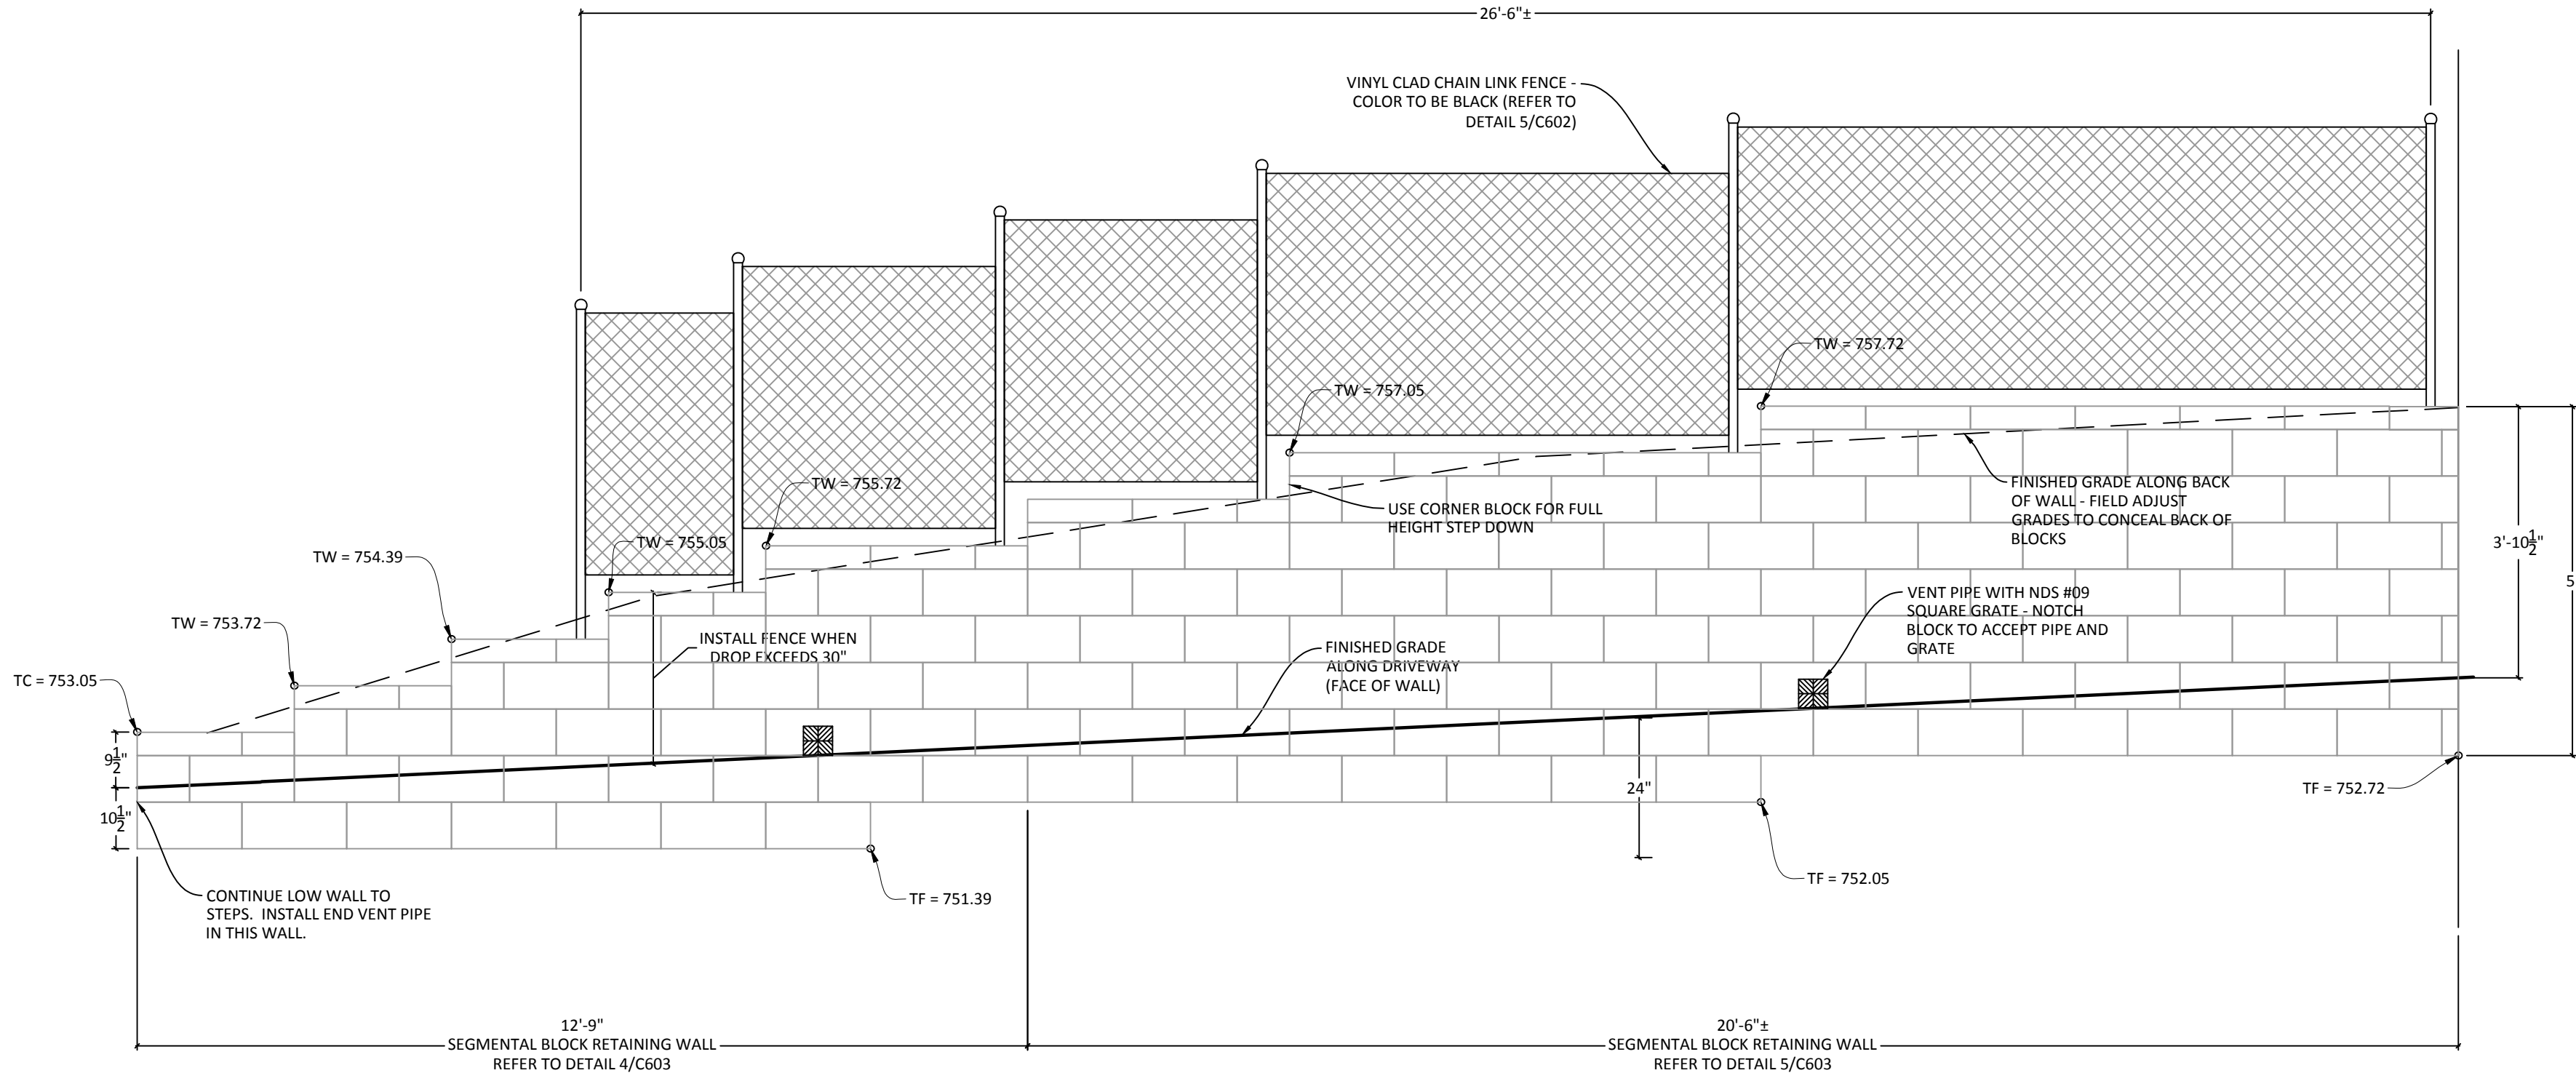 26'-6"±
VINYL CLAD CHAIN LINK FENCE -
COLOR TO BE BLACK (REFER TO
DETAIL 5/C602)
TW = 757.72
TW = 757.05
TW = 755.72
USE CORNER BLOCK FOR FULL
HEIGHT STEP DOWN
FINISHED GRADE ALONG BACK
OF WALL - FIELD ADJUST
GRADES TO CONCEAL BACK OF
BLOCKS
3'-10 1/2"
5
TW = 755.05
TW = 754.39
TW = 753.72
TC = 753.05
INSTALL FENCE WHEN
DROP EXCEEDS 30"
FINISHED GRADE
ALONG DRIVEWAY
(FACE OF WALL)
VENT PIPE WITH NDS #09
SQUARE GRATE - NOTCH
BLOCK TO ACCEPT PIPE AND
GRATE
9 1/2"
10 1/2"
24"
TF = 752.72
TF = 752.05
TF = 751.39
CONTINUE LOW WALL TO
STEPS. INSTALL END VENT PIPE
IN THIS WALL.
12'-9"
SEGMENTAL BLOCK RETAINING WALL
REFER TO DETAIL 4/C603
20'-6"±
SEGMENTAL BLOCK RETAINING WALL
REFER TO DETAIL 5/C603